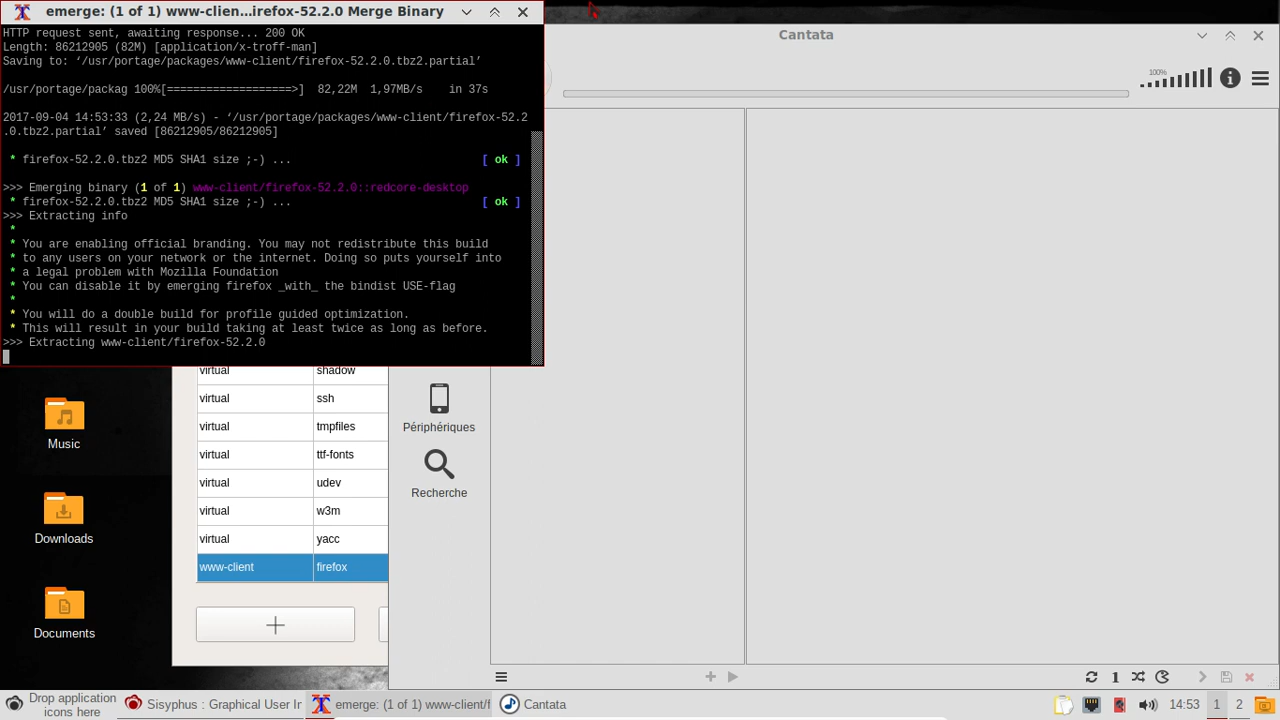 emerge: (1 of 1) www-clien…irefox-52.2.0 Merge Binary
HTTP request sent, awaiting response... 200 OK
Length: 86212905 (82M) [application/x-troff-man]
Saving to: ‘/usr/portage/packages/www-client/firefox-52.2.0.tbz2.partial’
/usr/portage/packag 100%[===================>]  82,22M  1,97MB/s    in 37s
2017-09-04 14:53:33 (2,24 MB/s) - ‘/usr/portage/packages/www-client/firefox-52.2
.0.tbz2.partial’ saved [86212905/86212905]
* firefox-52.2.0.tbz2 MD5 SHA1 size ;-) ... [ ok ]
>>> Emerging binary (1 of 1) www-client/firefox-52.2.0::redcore-desktop
* firefox-52.2.0.tbz2 MD5 SHA1 size ;-) ... [ ok ]
>>> Extracting info
*
* You are enabling official branding. You may not redistribute this build
* to any users on your network or the internet. Doing so puts yourself into
* a legal problem with Mozilla Foundation
* You can disable it by emerging firefox _with_ the bindist USE-flag
*
* You will do a double build for profile guided optimization.
* This will result in your build taking at least twice as long as before.
>>> Extracting www-client/firefox-52.2.0
Cantata
100%
virtual shadow
virtual ssh
virtual tmpfiles
virtual ttf-fonts
virtual udev
virtual w3m
virtual yacc
www-client firefox
Périphériques
Recherche
Music
Downloads
Documents
1
Drop application
icons here
Sisyphus : Graphical User In
emerge: (1 of 1) www-client/f
Cantata
14:53
1
2